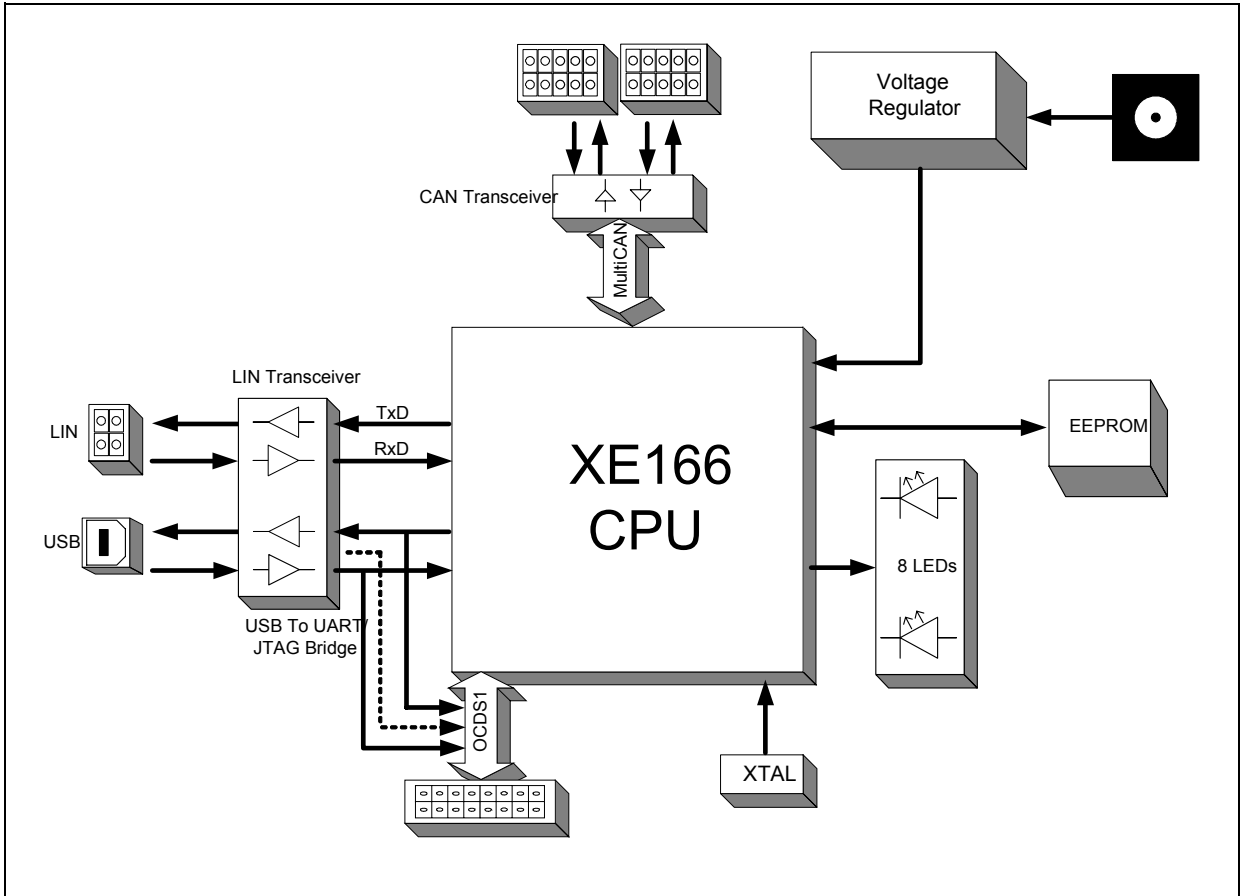 Voltage
Regulator
CAN Transceiver
MultiCAN
LIN Transceiver
TxD
LIN
RxD
EEPROM
XE166
CPU
USB
8 LEDs
USB To UART/
JTAG Bridge
OCDS1
XTAL